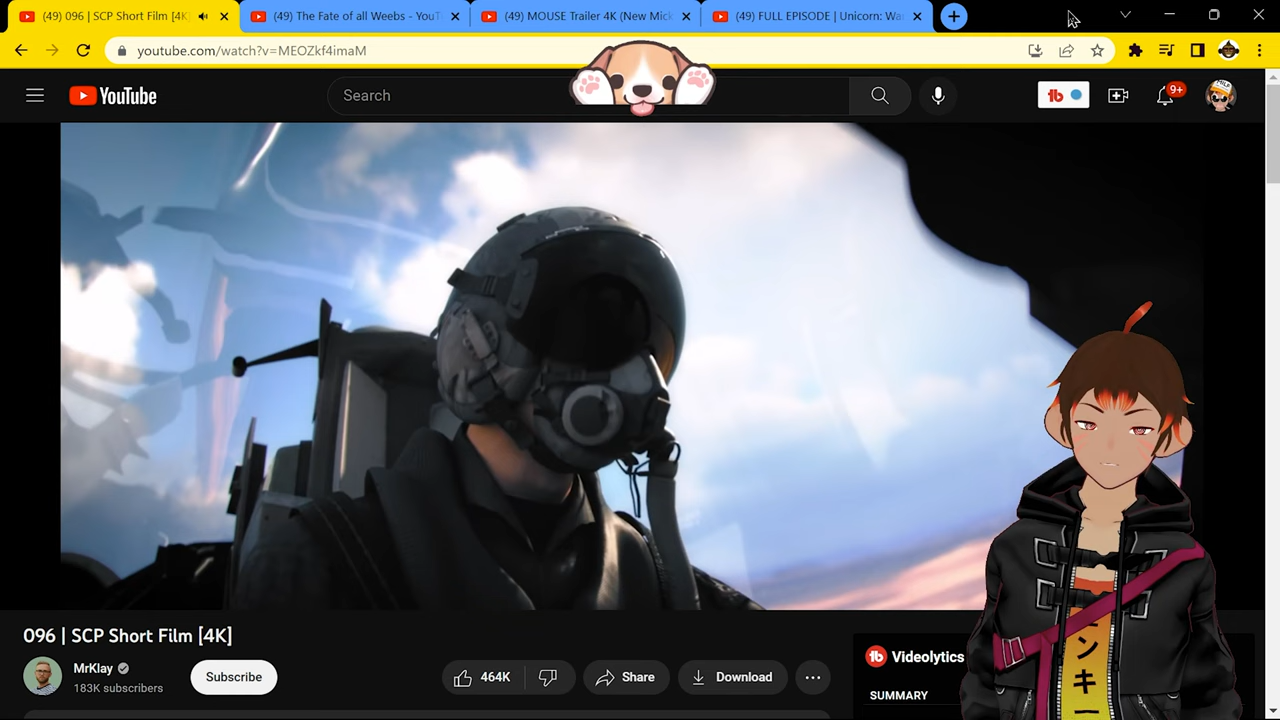 (49) 096 | SCP Short Film [4K
(49) The Fate of all Weebs - YouT
(49) MOUSE Trailer 4K (New Mick
(49) FULL EPISODE | Unicorn: Wa
youtube.com/watch?v=MEOZkf4imaM
YouTube
Search
9+
096 | SCP Short Film [4K]
MrKlay
183K subscribers
Subscribe
464K
Share
Download
Videolytics
SUMMARY
ン
キ
ー